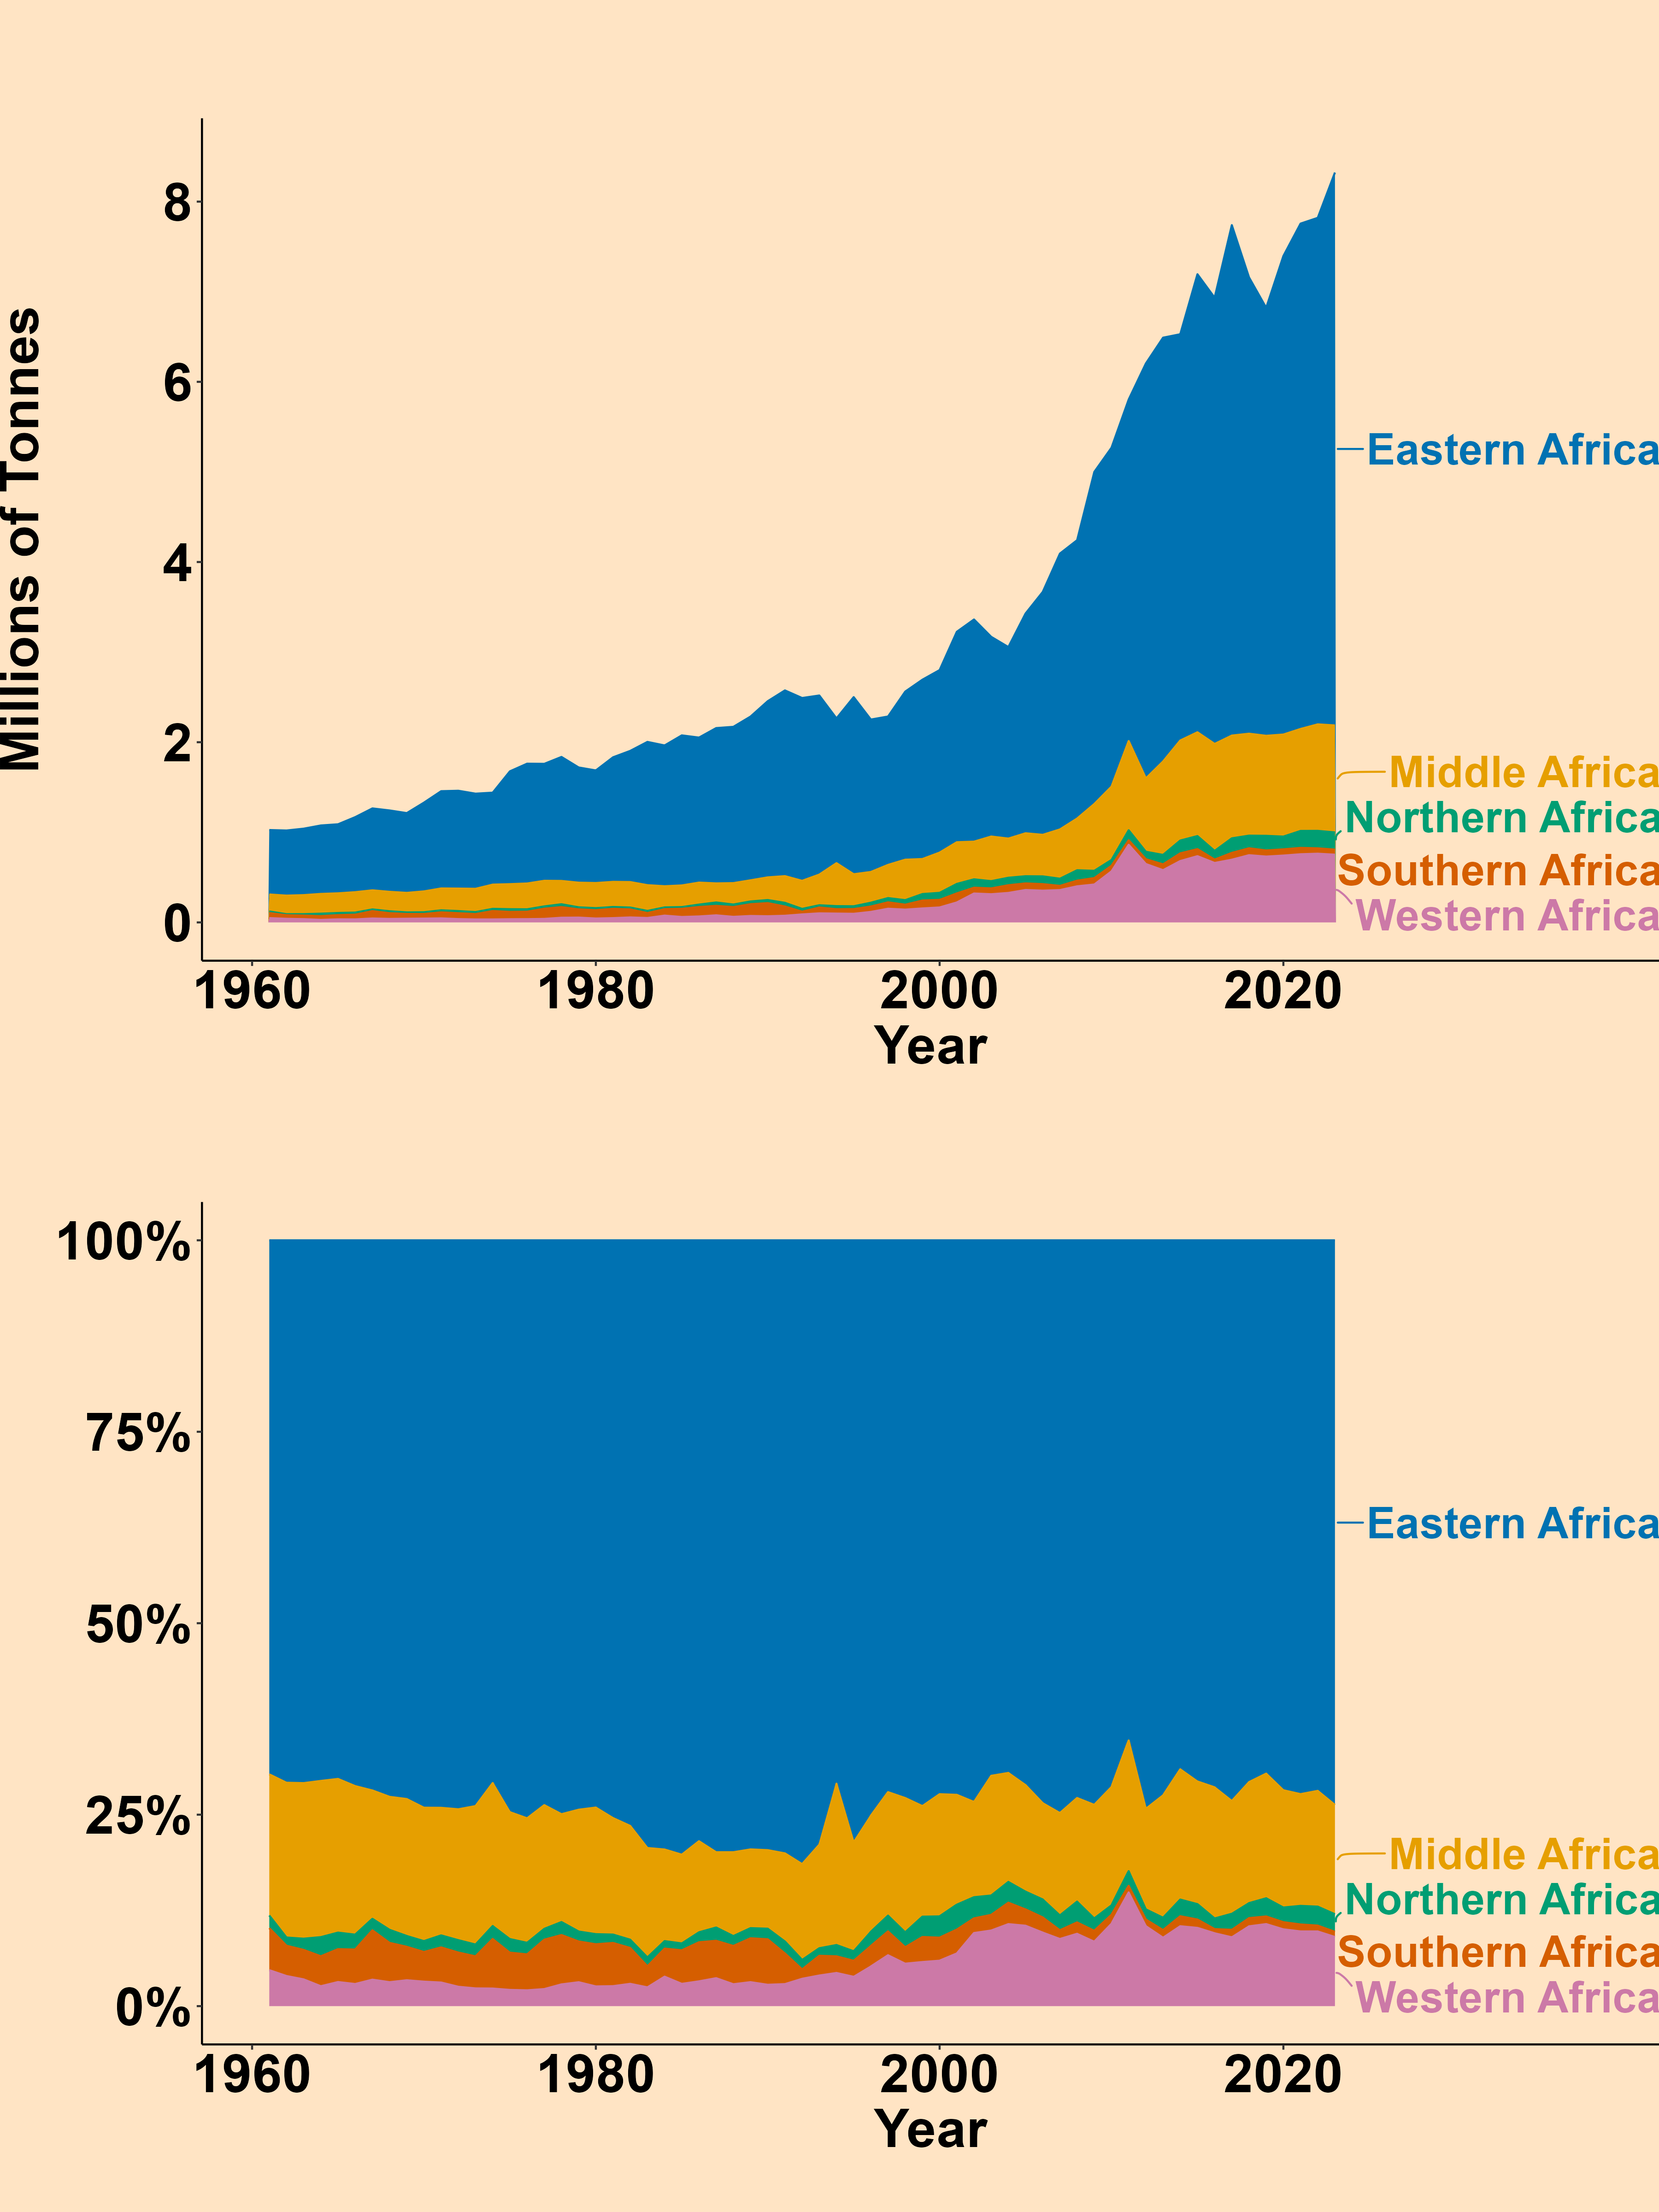 Millions of Tonnes
8
6
4
2
0
Eastern Africa
Middle Africa
Northern Africa
Southern Africa
Western Africa
1960 1980 2000 2020
Year
100%
75%
50%
25%
0%
Eastern Africa
Middle Africa
Northern Africa
Southern Africa
Western Africa
1960 1980 2000 2020
Year